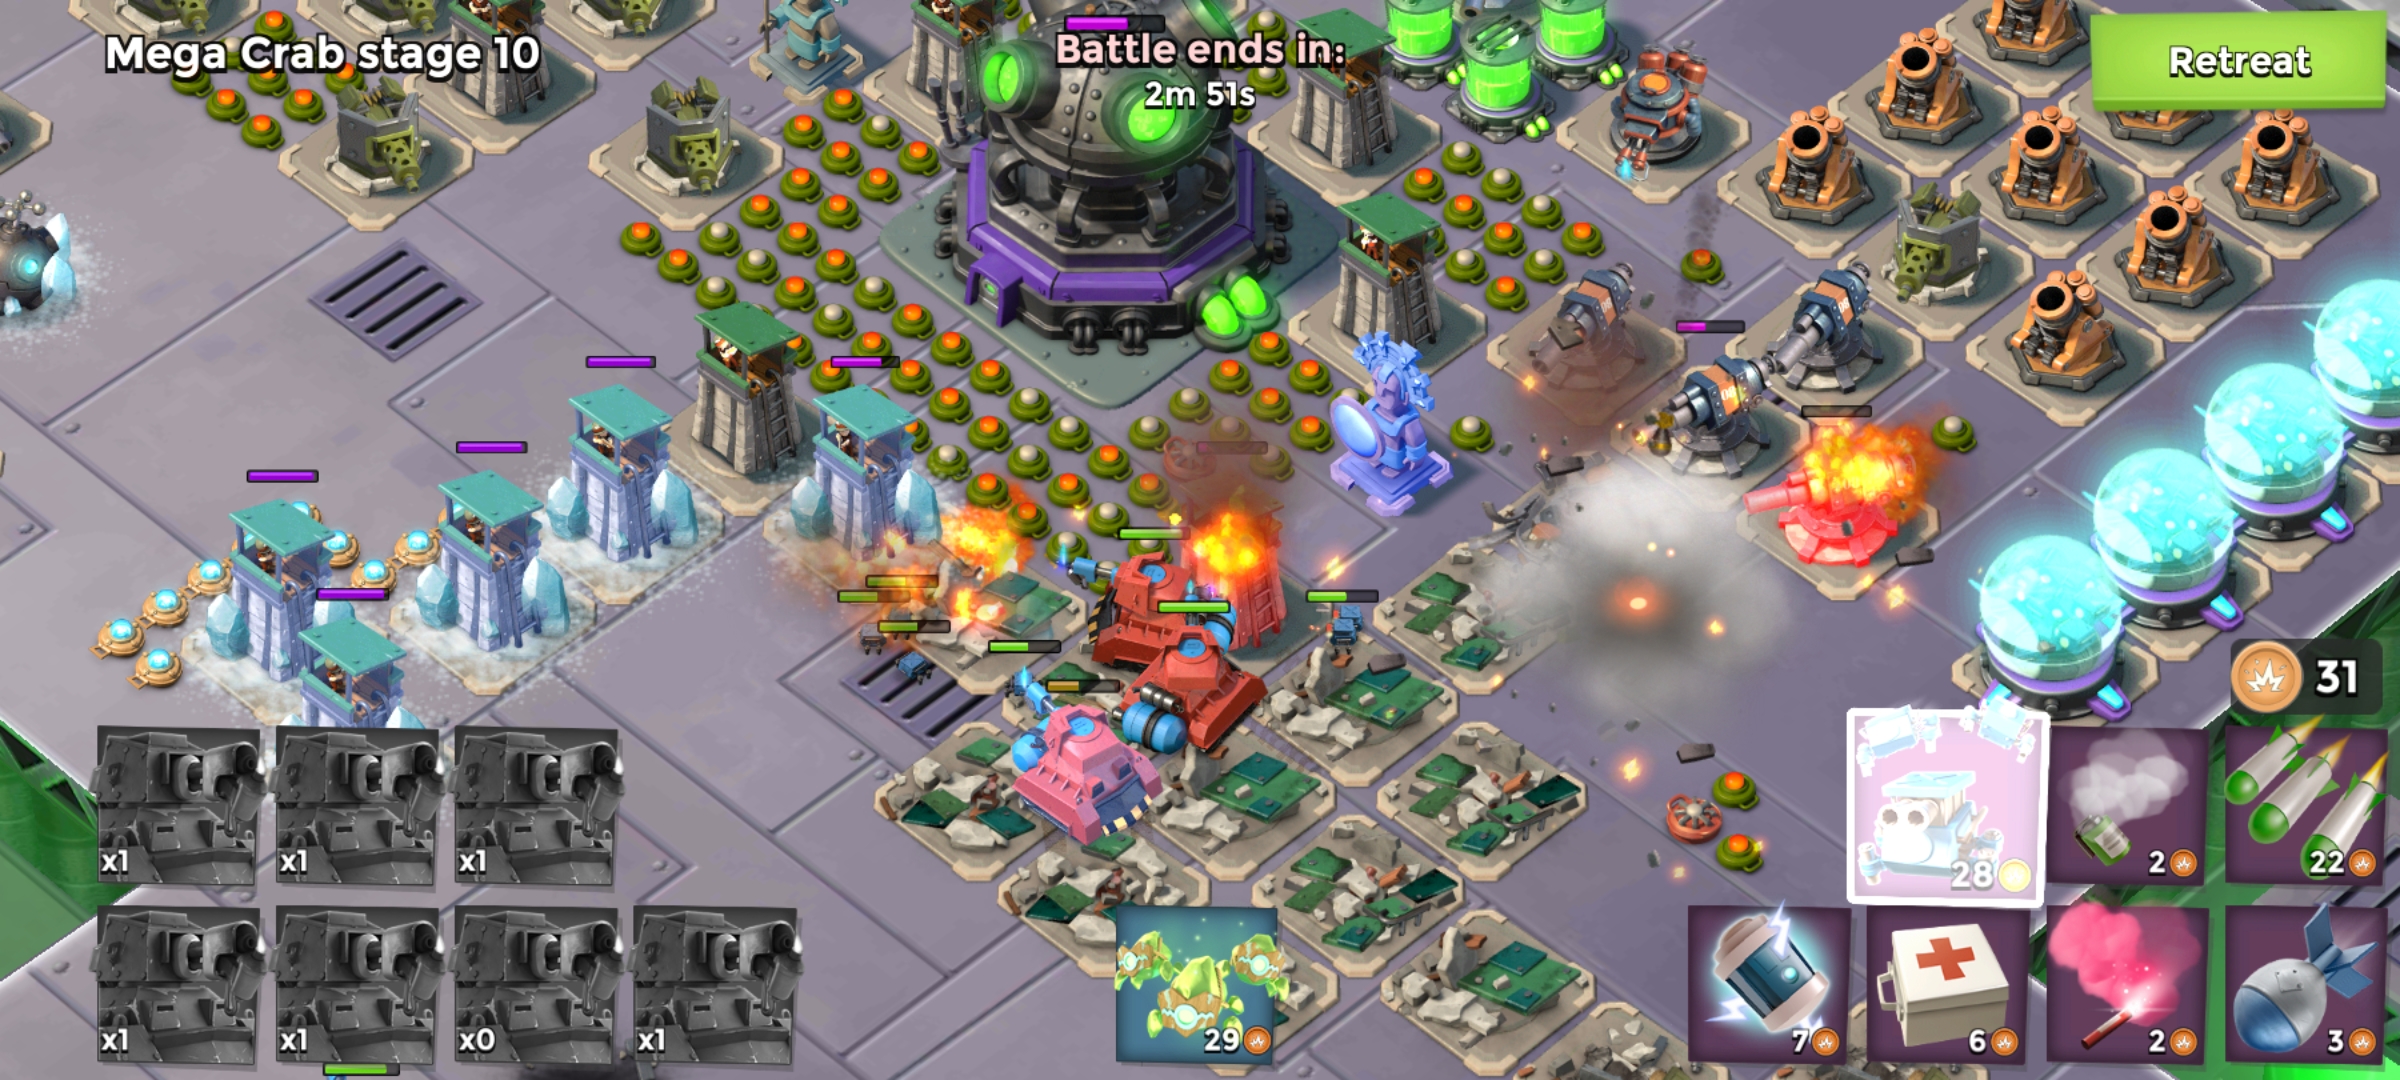 Mega Crab stage 10
Battle ends in:
2m 51s
Retreat
31
28
2
22
x1
x1
x1
x1
x1
x0
x1
29
7
6
2
3